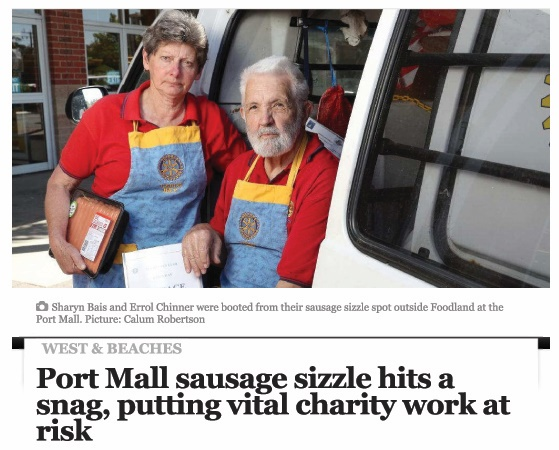 Sharyn Bais and Errol Chinner were booted from their sausage sizzle spot outside Foodland at the
Port Mall. Picture: Calum Robertson
WEST & BEACHES
Port Mall sausage sizzle hits a
snag, putting vital charity work at
risk